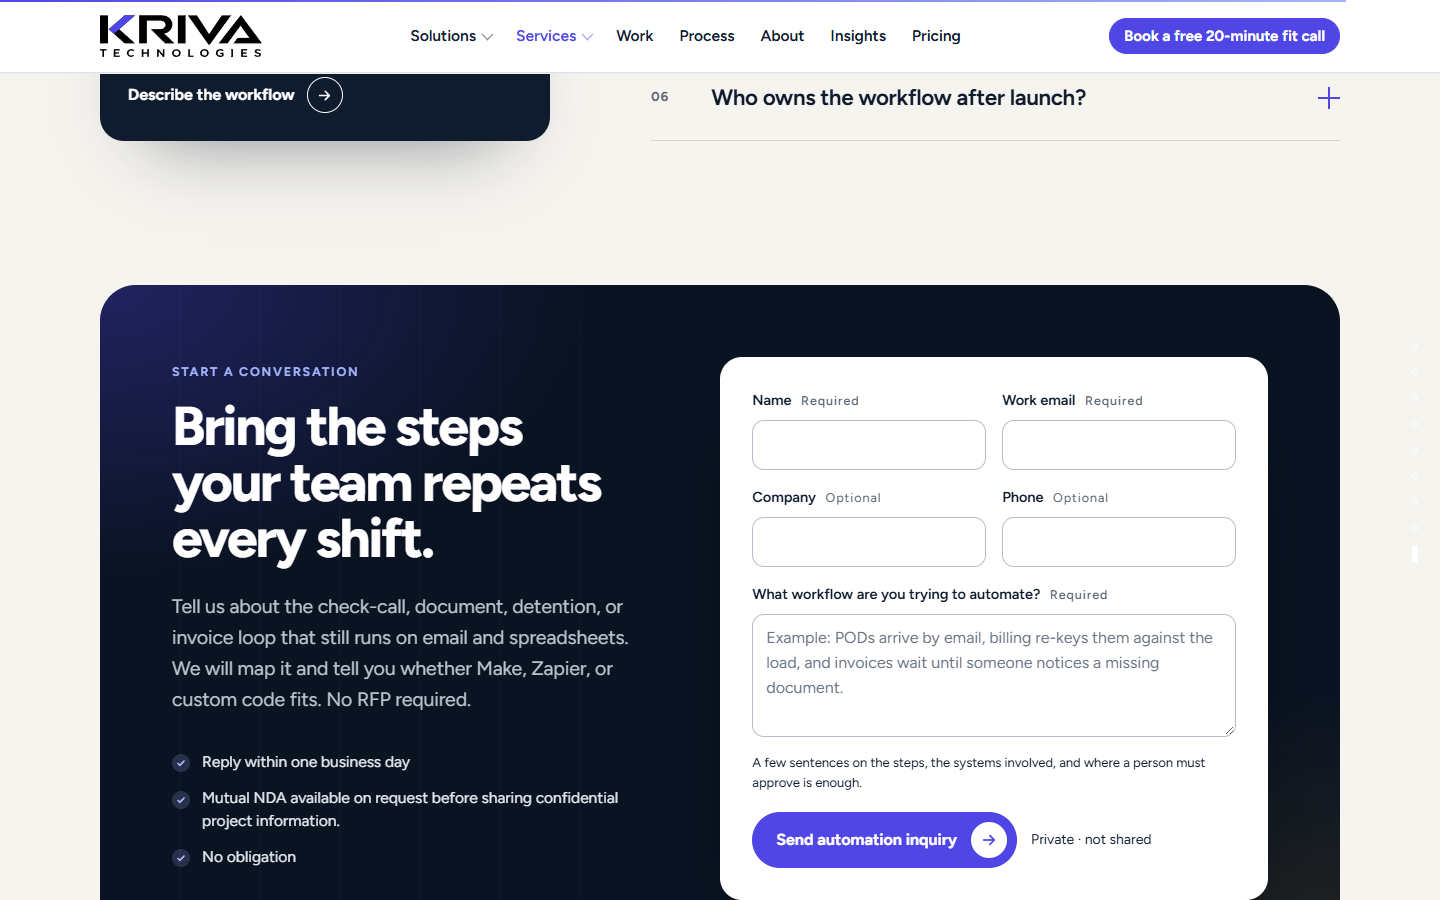 KRIVA
TECHNOLOGIES
Solutions
Services
Work
Process
About
Insights
Pricing
Book a free 20-minute fit call
Describe the workflow
06
Who owns the workflow after launch?
START A CONVERSATION
Bring the steps
your team repeats
every shift.
Tell us about the check-call, document, detention, or
invoice loop that still runs on email and spreadsheets.
We will map it and tell you whether Make, Zapier, or
custom code fits. No RFP required.
Reply within one business day
Mutual NDA available on request before sharing confidential
project information.
No obligation
Name Required
Work email Required
Company Optional
Phone Optional
What workflow are you trying to automate? Required
Example: PODs arrive by email, billing re-keys them against the
load, and invoices wait until someone notices a missing
document.
A few sentences on the steps, the systems involved, and where a person must
approve is enough.
Send automation inquiry
Private · not shared